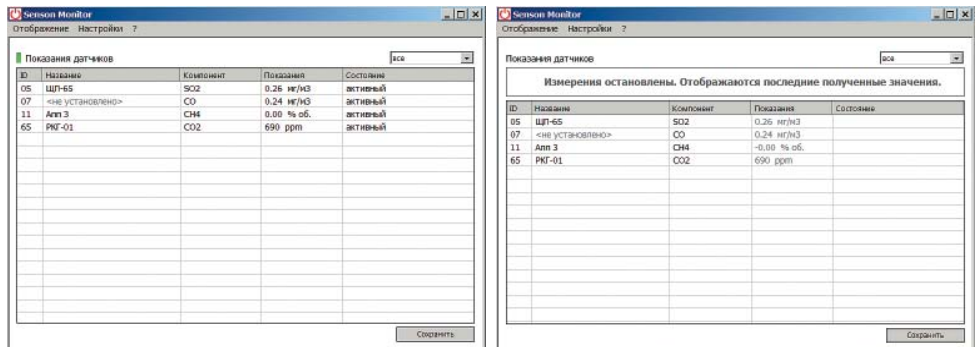 Senson Monitor
Отображение Настройки ?
Показания датчиков все
ID Название Компонент Показания Состояние
05 ЩП-65 SO2 0.26 мг/м3 активный
07 <не установлено> CO 0.24 мг/м3 активный
11 Апп 3 CH4 0.00 % об. активный
65 РКГ-01 CO2 690 ppm активный
Сохранить
Senson Monitor
Отображение Настройки ?
Показания датчиков все
Измерения остановлены. Отображаются последние полученные значения.
ID Название Компонент Показания Состояние
05 ЩП-65 SO2 0.26 мг/м3
07 <не установлено> CO 0.24 мг/м3
11 Апп 3 CH4 -0.00 % об.
65 РКГ-01 CO2 690 ppm
Сохранить